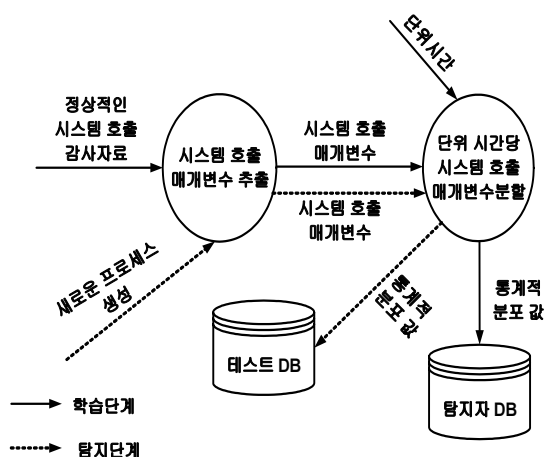 단위시간
정상적인
시스템 호출
감사자료
시스템 호출
매개변수 추출
시스템 호출
매개변수
시스템 호출
매개변수
단위 시간당
시스템 호출
매개변수분할
새로운 프로세스
생성
통계적
분포 값
통계적
분포 값
테스트 DB
탐지자 DB
학습단계
탐지단계